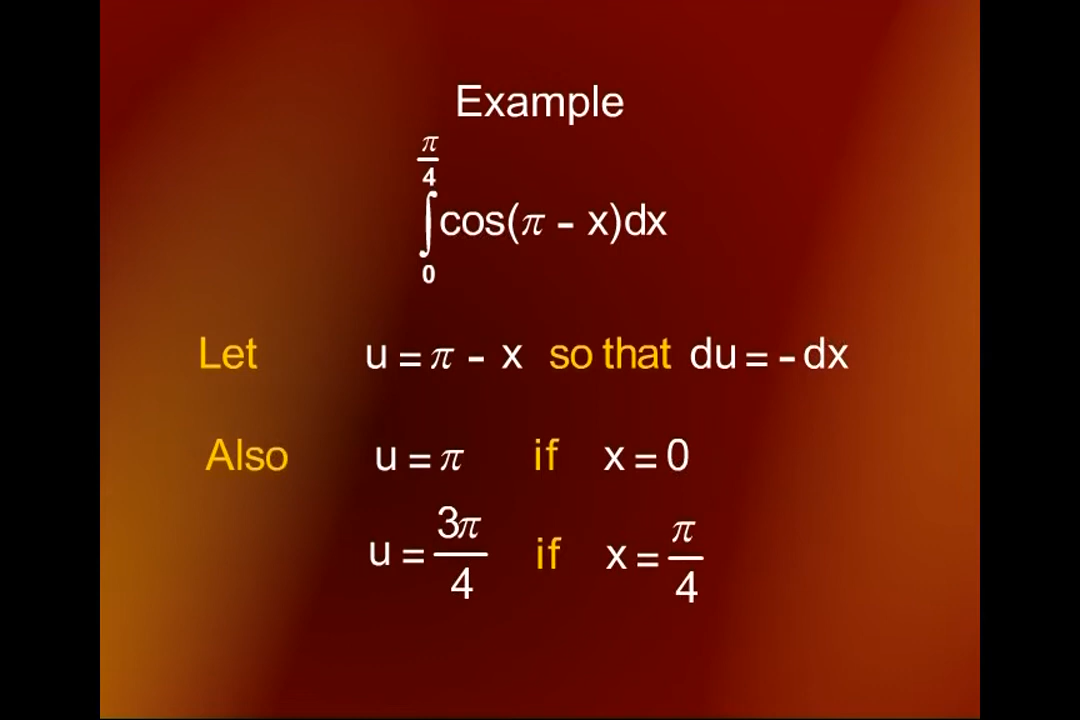 Example
∫₀^(π/4) cos(π - x)dx
Let u = π - x so that du = - dx
Also u = π if x = 0
u = 3π/4 if x = π/4